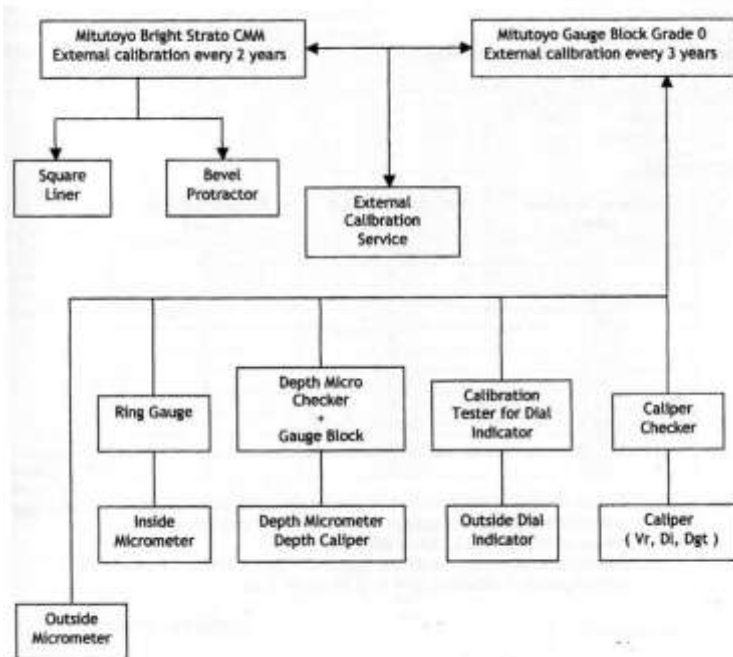 Mitutoyo Bright Strato CMM
External calibration every 2 years
Mitutoyo Gauge Block Grade 0
External calibration every 3 years
Square
Liner
Bevel
Protractor
External
Calibration
Service
Ring Gauge
Depth Micro
Checker
+
Gauge Block
Calibration
Tester for Dial
Indicator
Caliper
Checker
Inside
Micrometer
Depth Micrometer
Depth Caliper
Outside Dial
Indicator
Caliper
( Vr, Di, Dgt )
Outside
Micrometer